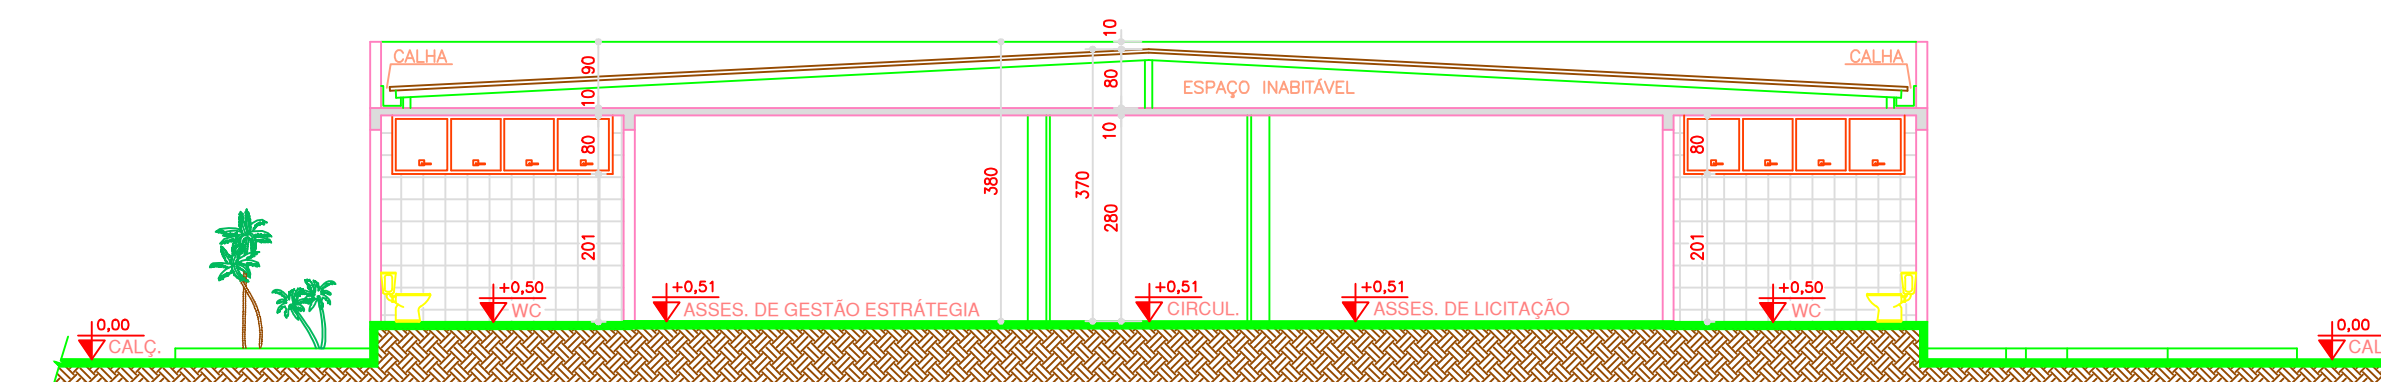 10
CALHA
CALHA
90
80
ESPAÇO INABITÁVEL
10
10
80
80
380
370
280
201
201
+0,50
WC
+0,51
ASSES. DE GESTÃO ESTRÁTEGIA
+0,51
CIRCUL.
+0,51
ASSES. DE LICITAÇÃO
+0,50
WC
0,00
CALÇ.
0,00
CAL